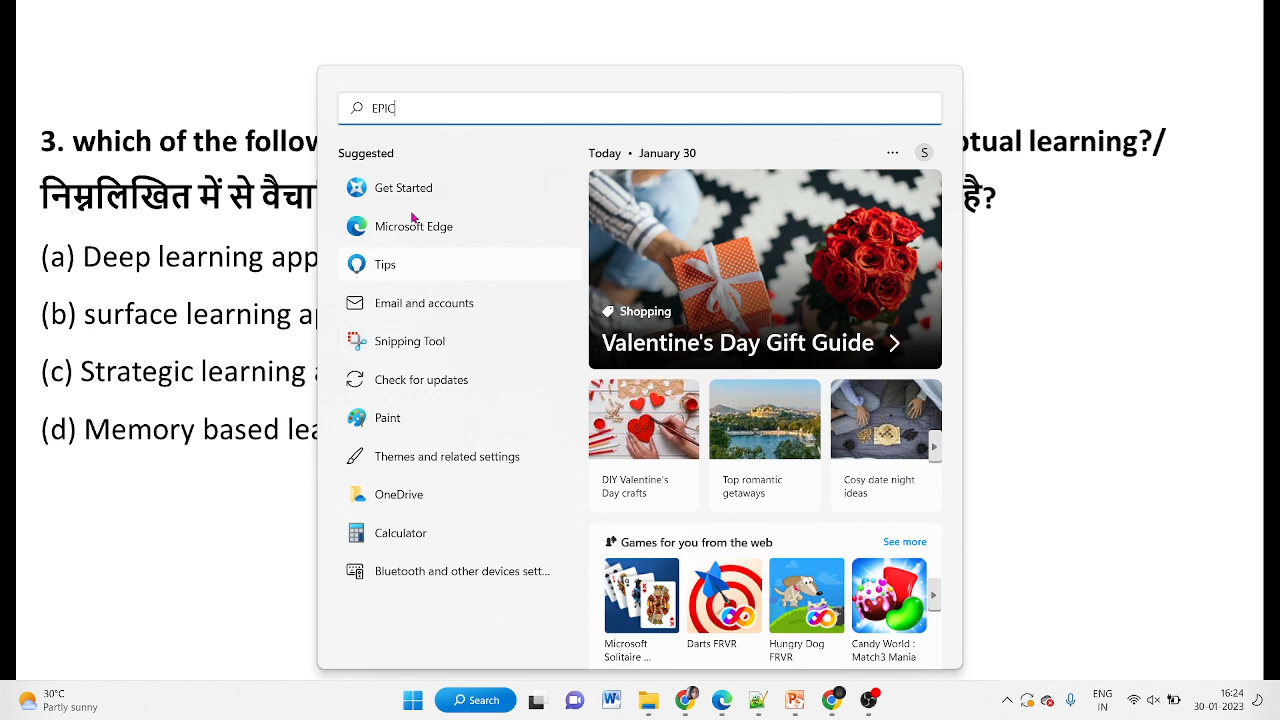 EPIC
3. which of the follow
ptual learning?/
निम्नलिखित में से वैचा
है?
(a) Deep learning app
(b) surface learning a
(c) Strategic learning
(d) Memory based lea
Suggested
Get Started
Microsoft Edge
Tips
Email and accounts
Snipping Tool
Check for updates
Paint
Themes and related settings
OneDrive
Calculator
Bluetooth and other devices sett...
Today • January 30
... S
Shopping
Valentine's Day Gift Guide
DIY Valentine's
Day crafts
Top romantic
getaways
Cosy date night
ideas
Games for you from the web
See more
Microsoft
Solitaire ...
Darts FRVR
Hungry Dog
FRVR
Candy World :
Match3 Mania
30°C
Partly sunny
Search
ENG
IN
16:24
30-01-2023